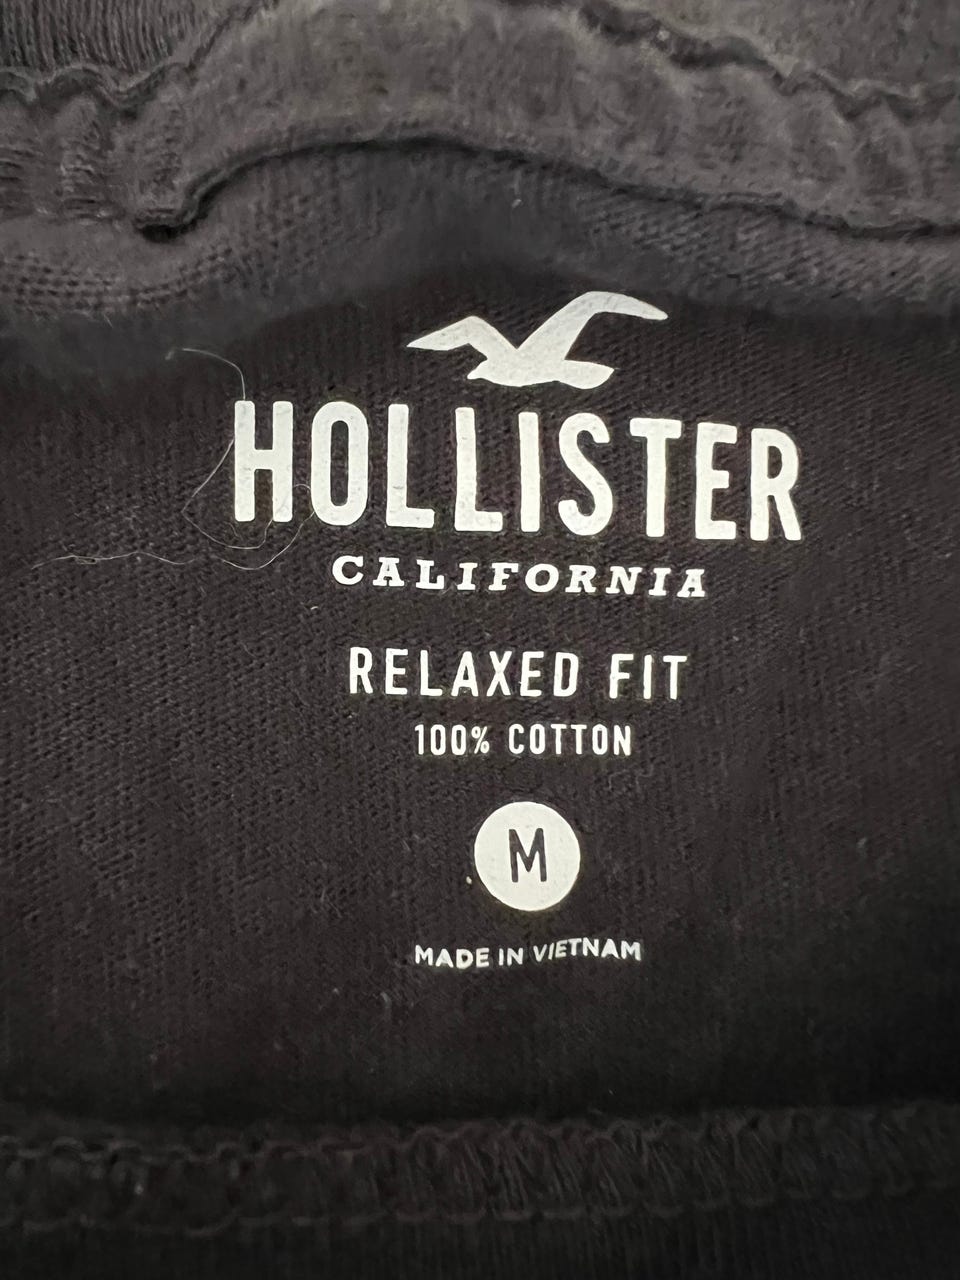 HOLLISTER
CALIFORNIA
RELAXED FIT
100% COTTON
M
MADE IN VIETNAM